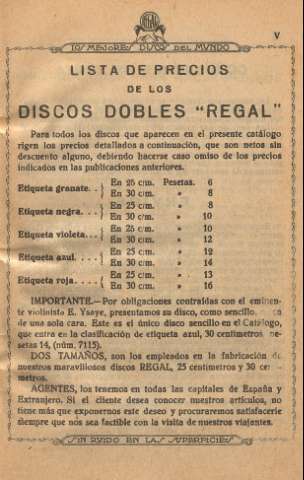 REGAL
V
LOS MEJORES DISCOS DEL MVNDO
LISTA DE PRECIOS
DE LOS
DISCOS DOBLES “REGAL”
Para todos los discos que aparecen en el presente catálogo
rigen los precios detallados a continuación, que son netos sin
descuento alguno, debiendo hacerse caso omiso de los precios
indicados en las publicaciones anteriores.
Etiqueta granate. . { En 25 c/m. Pesetas. 6
En 30 c/m. » 8
Etiqueta negra. . . { En 25 c/m. » 8
En 30 c/m. » 10
Etiqueta violeta. . . { En 25 c/m. » 10
En 30 c/m. » 12
Etiqueta azul. . . . { En 25 c/m. » 12
En 30 c/m. » 14
Etiqueta roja. . . . { En 25 c/m. » 13
En 30 c/m. » 16
IMPORTANTE.—Por obligaciones contraídas con el eminen-
te violinista E. Ysaye, presentamos su disco, como sencillo,
de una sola cara. Este es el único disco sencillo en el Catálogo,
que entra en la clasificación de etiqueta azul, 30 centímetros pe-
setas 14, (núm. 7115).
DOS TAMAÑOS, son los empleados en la fabricación de
nuestros maravillosos discos REGAL, 25 centímetros y 30 cen-
metros.
AGENTES, los tenemos en todas las capitales de España y
Extranjero. Si el cliente desea conocer nuestros artículos, no
tiene más que exponernos este deseo y procuraremos satisfacerle
siempre que nos sea factible con la visita de nuestros viajantes.
SIN RVIDO EN LAS SVPERFICIES